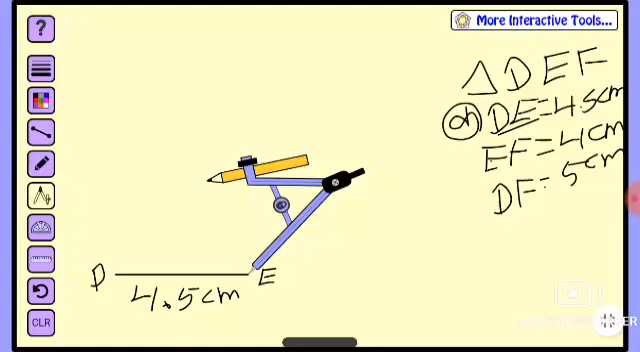 ?
More Interactive Tools...
△ DEF
DE=4.5cm
EF=4cm
DF=5cm
D
E
4.5cm
CLR